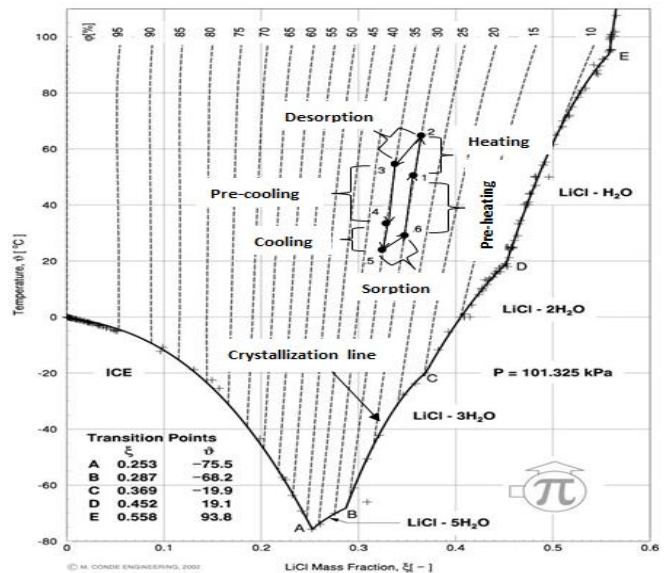 φ[%] 95 90 85 80 75 70 65 60 55 50 45 40 35 30 25 20 15 10
100
80
60
40
20
0
-20
-40
-60
-80
Temperature, ϑ [°C]
E
Desorption
2
Heating
3
1
LiCl - H₂O
Pre-cooling
Pre-heating
4
6
Cooling
5
D
Sorption
LiCl - 2H₂O
Crystallization line
ICE
C
P = 101.325 kPa
LiCl - 3H₂O
Transition Points
ξ ϑ
A 0.253 -75.5
B 0.287 -68.2
C 0.369 -19.9
D 0.452 19.1
E 0.558 93.8
π
B
A
LiCl - 5H₂O
0 0.1 0.2 0.3 0.4 0.5 0.6
© M. CONDE ENGINEERING, 2002
LiCl Mass Fraction, ξ[ - ]